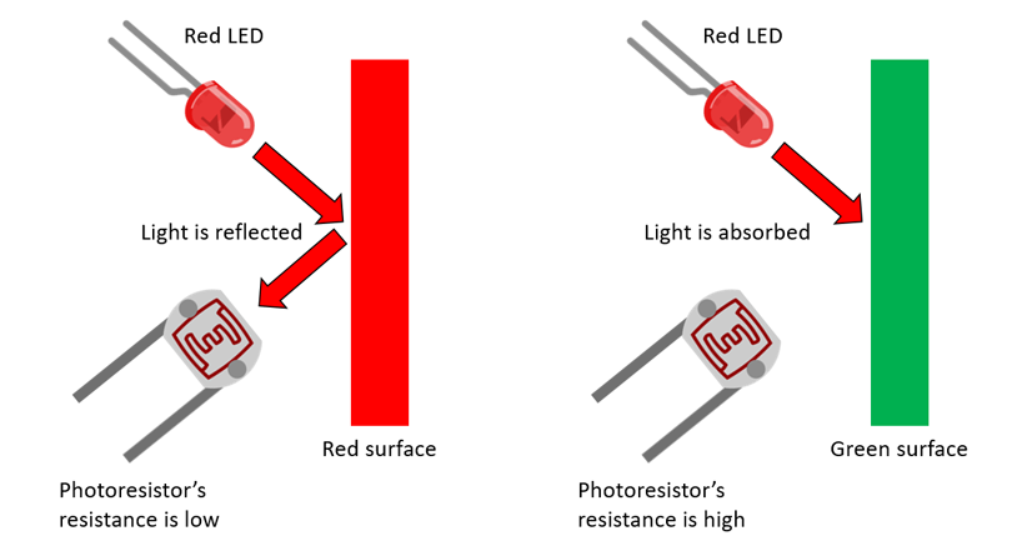 Red LED
Light is reflected
Red surface
Photoresistor’s
resistance is low
Red LED
Light is absorbed
Green surface
Photoresistor’s
resistance is high